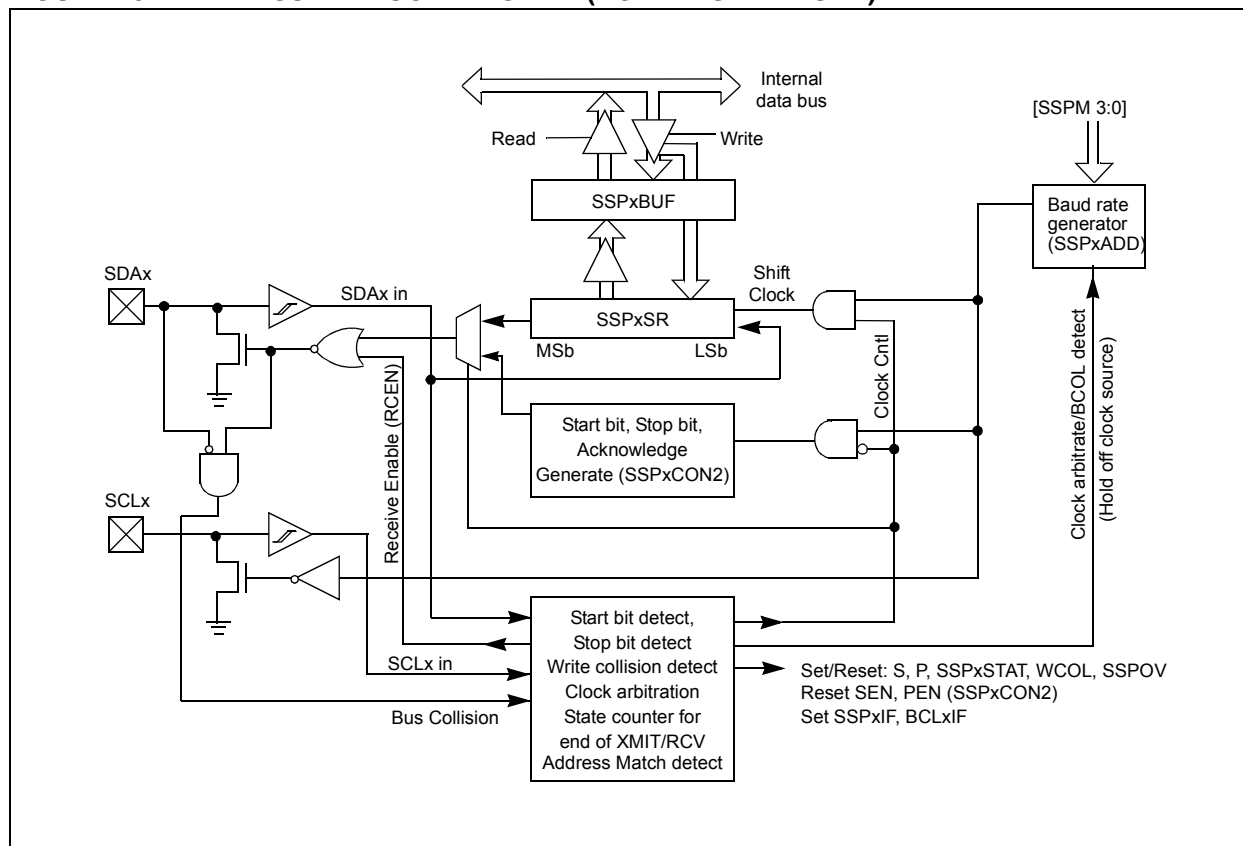 Internal
data bus
[SSPM 3:0]
Read
Write
SSPxBUF
Baud rate
generator
(SSPxADD)
SDAx
SDAx in
Shift
Clock
SSPxSR
MSb
LSb
Receive Enable (RCEN)
Clock Cntl
Clock arbitrate/BCOL detect
(Hold off clock source)
Start bit, Stop bit,
Acknowledge
Generate (SSPxCON2)
SCLx
SCLx in
Bus Collision
Start bit detect,
Stop bit detect
Write collision detect
Clock arbitration
State counter for
end of XMIT/RCV
Address Match detect
Set/Reset: S, P, SSPxSTAT, WCOL, SSPOV
Reset SEN, PEN (SSPxCON2)
Set SSPxIF, BCLxIF